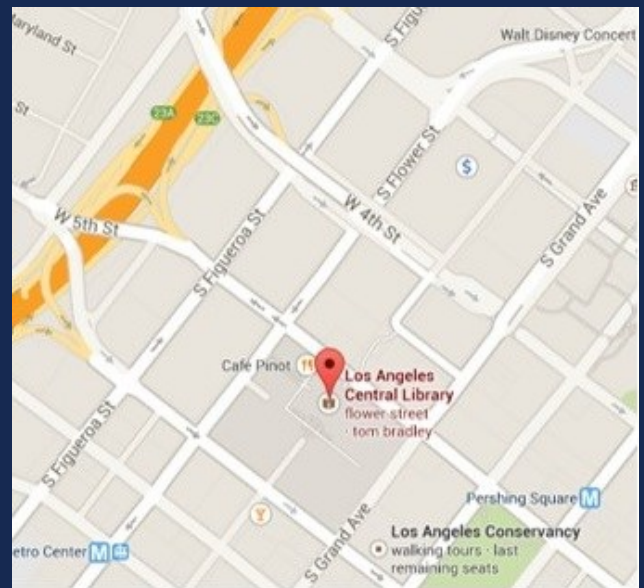 Maryland St
S Fig
Walt Disney Concert
St
23A
23C
S Flower St
$
W 4th St
W 5th St
S Figueroa St
S Grand Ave
Café Pinot
Los Angeles
Central Library
flower street
· tom bradley
S Figueroa St
S Grand Ave
Pershing Square M
Los Angeles Conservancy
walking tours · last
remaining seats
etro Center M